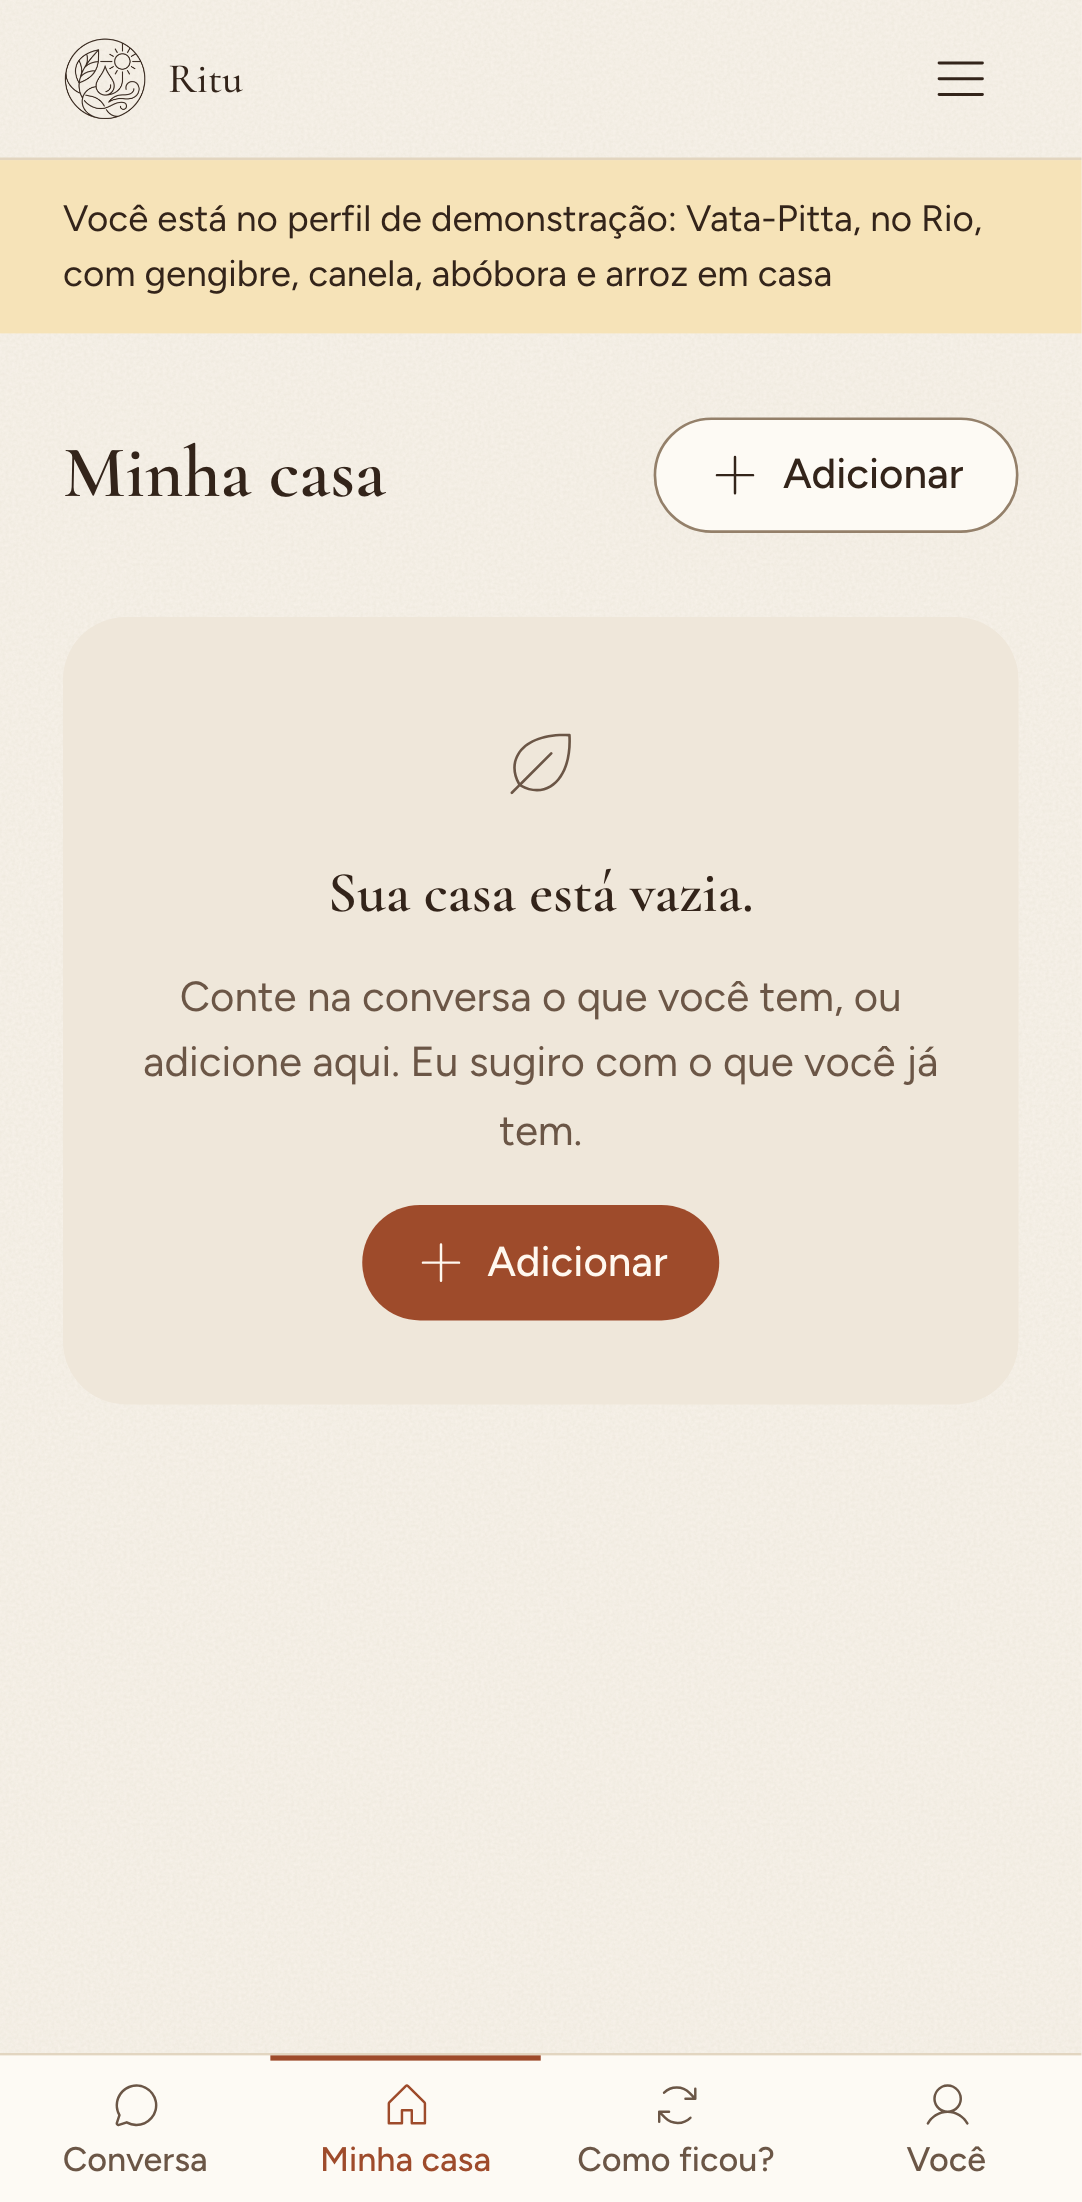 Ritu
Você está no perfil de demonstração: Vata-Pitta, no Rio,
com gengibre, canela, abóbora e arroz em casa
Minha casa
Adicionar
Sua casa está vazia.
Conte na conversa o que você tem, ou
adicione aqui. Eu sugiro com o que você já
tem.
Adicionar
Conversa
Minha casa
Como ficou?
Você